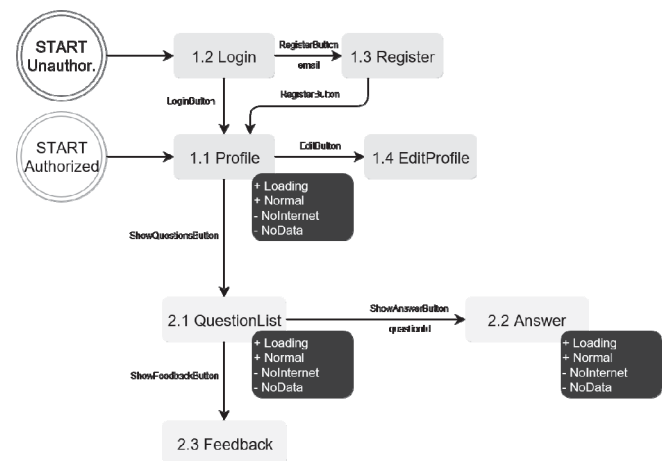 START
Unauthor.
1.2 Login
RegisterButton
email
1.3 Register
LoginButton
RegisterButton
START
Authorized
1.1 Profile
EditButton
1.4 EditProfile
+ Loading
+ Normal
- NoInternet
- NoData
ShowQuestionsButton
2.1 QuestionList
ShowAnswerButton
questionId
2.2 Answer
+ Loading
+ Normal
- NoInternet
- NoData
+ Loading
+ Normal
- NoInternet
- NoData
ShowFeedbackButton
2.3 Feedback